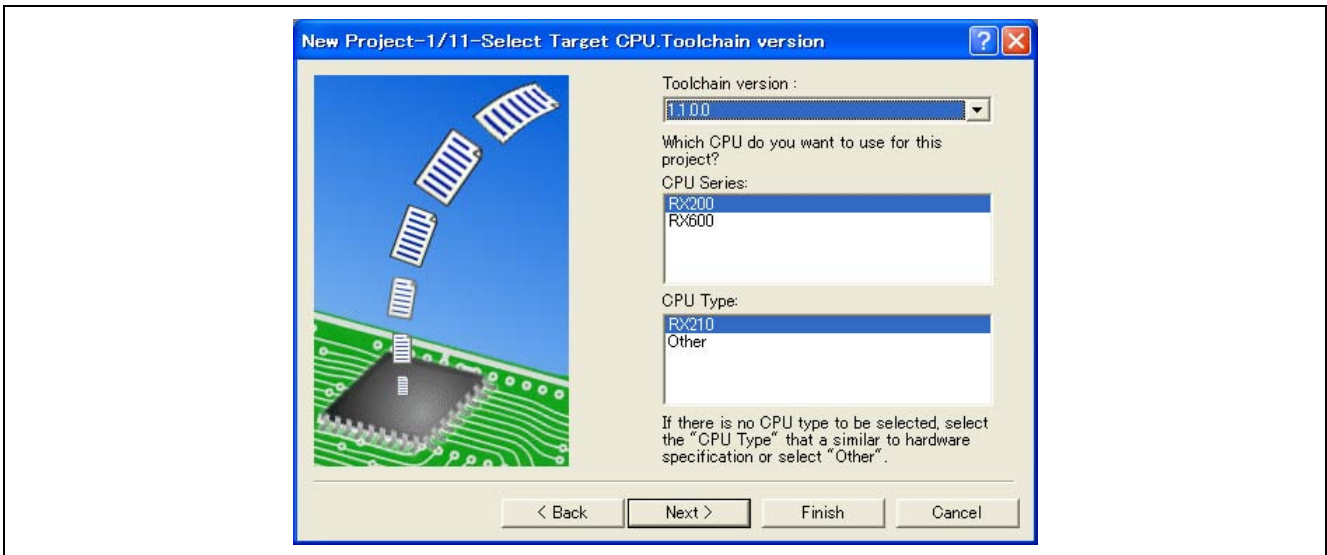 New Project-1/11-Select Target CPU.Toolchain version
Toolchain version :
1.1.0.0
Which CPU do you want to use for this
project?
CPU Series:
RX200
RX600
CPU Type:
RX210
Other
If there is no CPU type to be selected, select
the "CPU Type" that a similar to hardware
specification or select "Other".
< Back
Next >
Finish
Cancel